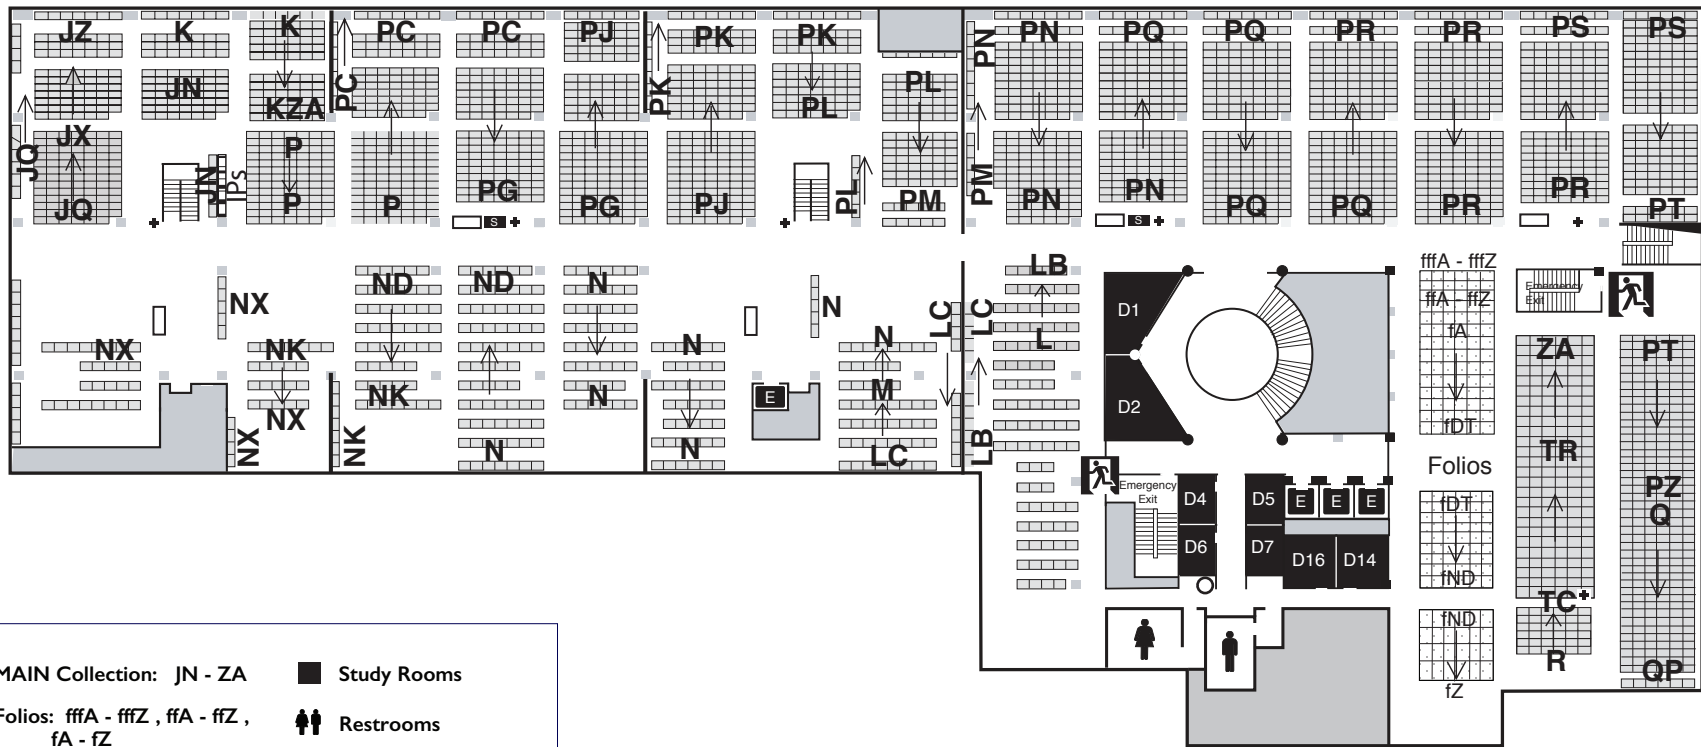 JZ K K PC PC PJ PK PK PN PQ PQ PR PR PS PS
PC PK PN
JN KZA PL PL
JX P
JQ JN IPs PL PM
JQ P P PG PG PJ PM PN PN PQ PQ PR PR PT
S S
LB
ND ND N fffA - fffZ
NX N LC LC D1 ffA - ffZ Emergency
Exit
fA
NX NK N N L ZA PT
NK NK N M E D2
NX fDT
NX NK N N LC LB TR
Folios
Emergency
Exit
D4 D5 E E E fDT PZ
Q
D6 D7 D16 D14
fND
TC
fND
R QP
fZ
MAIN Collection: JN - ZA Study Rooms
Folios: fffA - fffZ , ffA - ffZ , Restrooms
fA - fZ